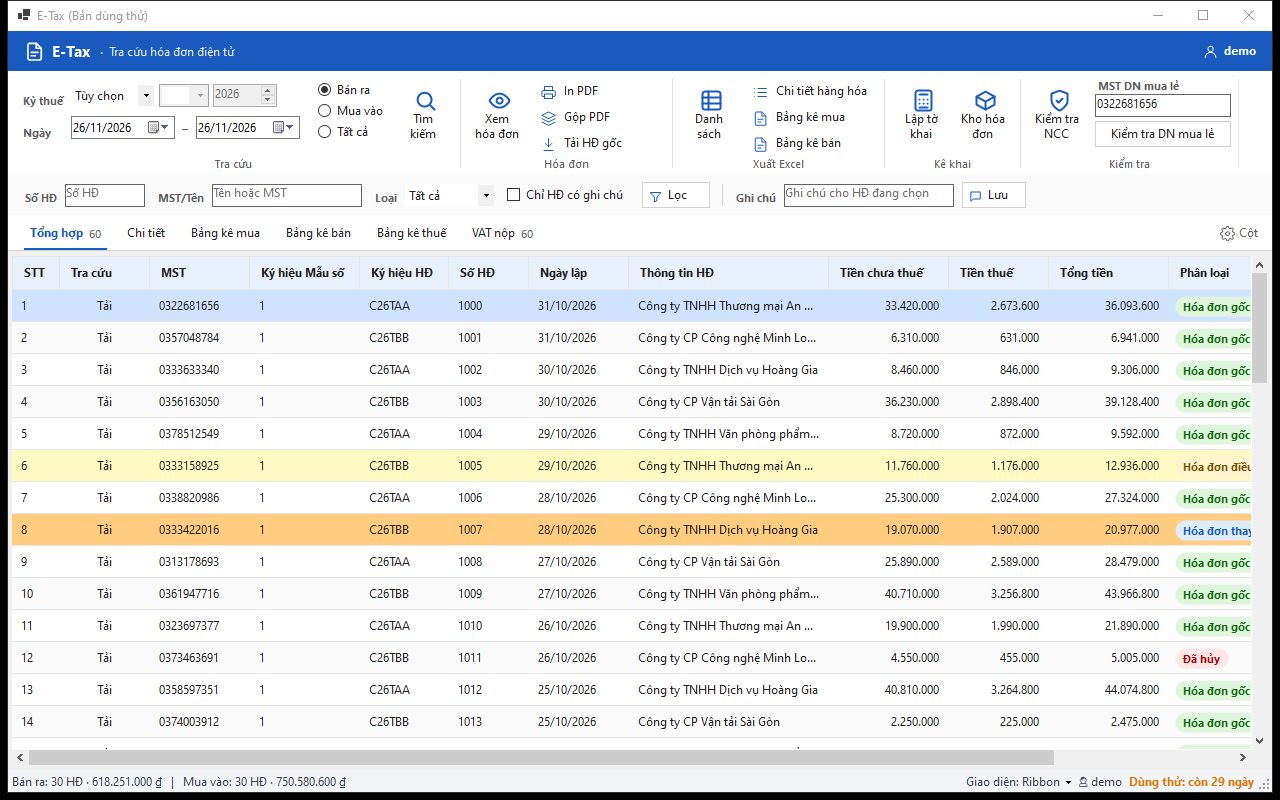 E-Tax (Bản dùng thử)
E-Tax · Tra cứu hóa đơn điện tử demo
Kỳ thuế Tùy chọn 2026
Ngày 26/11/2026 – 26/11/2026
Bán ra
Mua vào
Tất cả
Tìm kiếm
Tra cứu
Xem hóa đơn
In PDF
Gộp PDF
Tải HĐ gốc
Hóa đơn
Danh sách
Chi tiết hàng hóa
Bảng kê mua
Bảng kê bán
Xuất Excel
Lập tờ khai
Kho hóa đơn
Kê khai
Kiểm tra NCC
MST DN mua lẻ
0322681656
Kiểm tra DN mua lẻ
Kiểm tra
Số HĐ Số HĐ MST/Tên Tên hoặc MST Loại Tất cả Chỉ HĐ có ghi chú Lọc Ghi chú Ghi chú cho HĐ đang chọn Lưu
Tổng hợp 60 Chi tiết Bảng kê mua Bảng kê bán Bảng kê thuế VAT nộp 60 Cột
STT Tra cứu MST Ký hiệu Mẫu số Ký hiệu HĐ Số HĐ Ngày lập Thông tin HĐ Tiền chưa thuế Tiền thuế Tổng tiền Phân loại
1 Tải 0322681656 1 C26TAA 1000 31/10/2026 Công ty TNHH Thương mại An ... 33.420.000 2.673.600 36.093.600 Hóa đơn gốc
2 Tải 0357048784 1 C26TBB 1001 31/10/2026 Công ty CP Công nghệ Minh Lo... 6.310.000 631.000 6.941.000 Hóa đơn gốc
3 Tải 0333633340 1 C26TAA 1002 30/10/2026 Công ty TNHH Dịch vụ Hoàng Gia 8.460.000 846.000 9.306.000 Hóa đơn gốc
4 Tải 0356163050 1 C26TBB 1003 30/10/2026 Công ty CP Vận tải Sài Gòn 36.230.000 2.898.400 39.128.400 Hóa đơn gốc
5 Tải 0378512549 1 C26TAA 1004 29/10/2026 Công ty TNHH Văn phòng phẩm... 8.720.000 872.000 9.592.000 Hóa đơn gốc
6 Tải 0333158925 1 C26TBB 1005 29/10/2026 Công ty TNHH Thương mại An ... 11.760.000 1.176.000 12.936.000 Hóa đơn điều
7 Tải 0338820986 1 C26TAA 1006 28/10/2026 Công ty CP Công nghệ Minh Lo... 25.300.000 2.024.000 27.324.000 Hóa đơn gốc
8 Tải 0333422016 1 C26TBB 1007 28/10/2026 Công ty TNHH Dịch vụ Hoàng Gia 19.070.000 1.907.000 20.977.000 Hóa đơn thay
9 Tải 0313178693 1 C26TAA 1008 27/10/2026 Công ty CP Vận tải Sài Gòn 25.890.000 2.589.000 28.479.000 Hóa đơn gốc
10 Tải 0361947716 1 C26TBB 1009 27/10/2026 Công ty TNHH Văn phòng phẩm... 40.710.000 3.256.800 43.966.800 Hóa đơn gốc
11 Tải 0323697377 1 C26TAA 1010 26/10/2026 Công ty TNHH Thương mại An ... 19.900.000 1.990.000 21.890.000 Hóa đơn gốc
12 Tải 0373463691 1 C26TBB 1011 26/10/2026 Công ty CP Công nghệ Minh Lo... 4.550.000 455.000 5.005.000 Đã hủy
13 Tải 0358597351 1 C26TAA 1012 25/10/2026 Công ty TNHH Dịch vụ Hoàng Gia 40.810.000 3.264.800 44.074.800 Hóa đơn gốc
14 Tải 0374003912 1 C26TBB 1013 25/10/2026 Công ty CP Vận tải Sài Gòn 2.250.000 225.000 2.475.000 Hóa đơn gốc
Bán ra: 30 HĐ · 618.251.000 ₫ | Mua vào: 30 HĐ · 750.580.600 ₫ Giao diện: Ribbon demo Dùng thử: còn 29 ngày